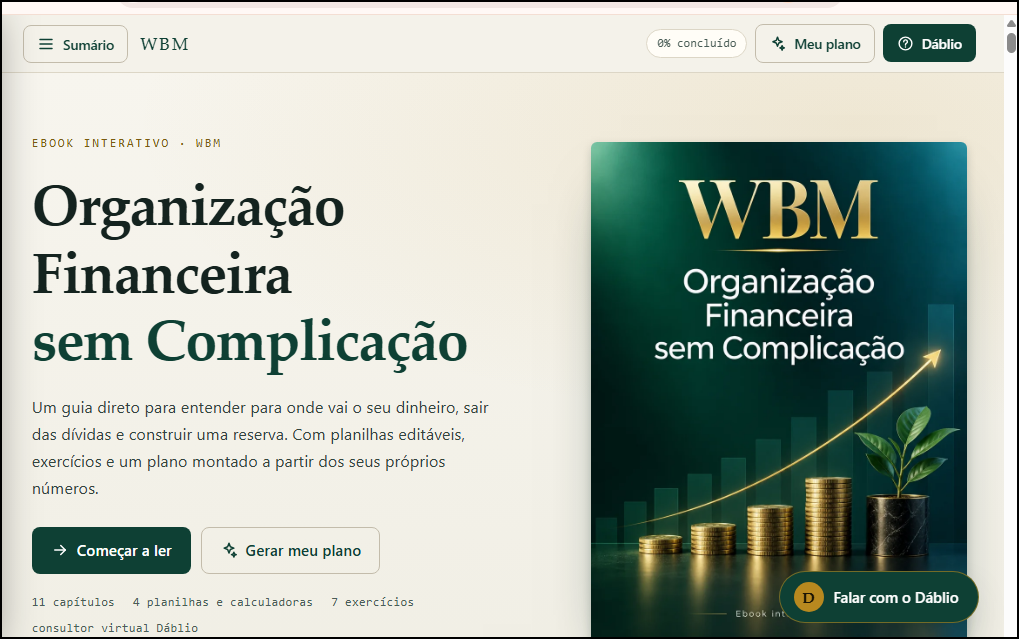 Sumário
WBM
0% concluído
Meu plano
Dáblio
EBOOK INTERATIVO · WBM
Organização
Financeira
sem Complicação
Um guia direto para entender para onde vai o seu dinheiro, sair
das dívidas e construir uma reserva. Com planilhas editáveis,
exercícios e um plano montado a partir dos seus próprios
números.
Começar a ler
Gerar meu plano
11 capítulos 4 planilhas e calculadoras 7 exercícios
consultor virtual Dáblio
WBM
Organização
Financeira
sem Complicação
Ebook int
D Falar com o Dáblio